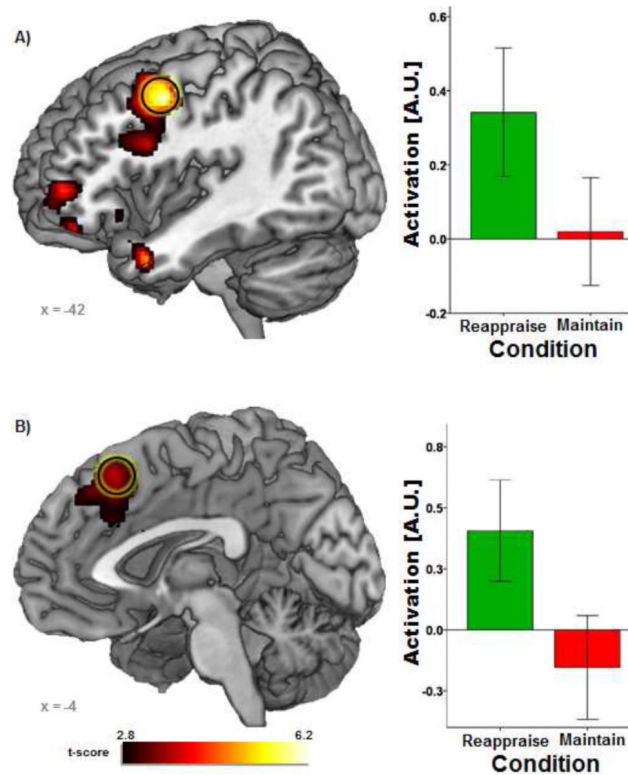 A)
x = -42
Activation [A.U.]
0.6
0.4
0.2
0.0
-0.2
Reappraise Maintain
Condition
B)
x = -4
t-score
2.8
6.2
Activation [A.U.]
0.8
0.5
0.3
0.0
-0.3
Reappraise Maintain
Condition